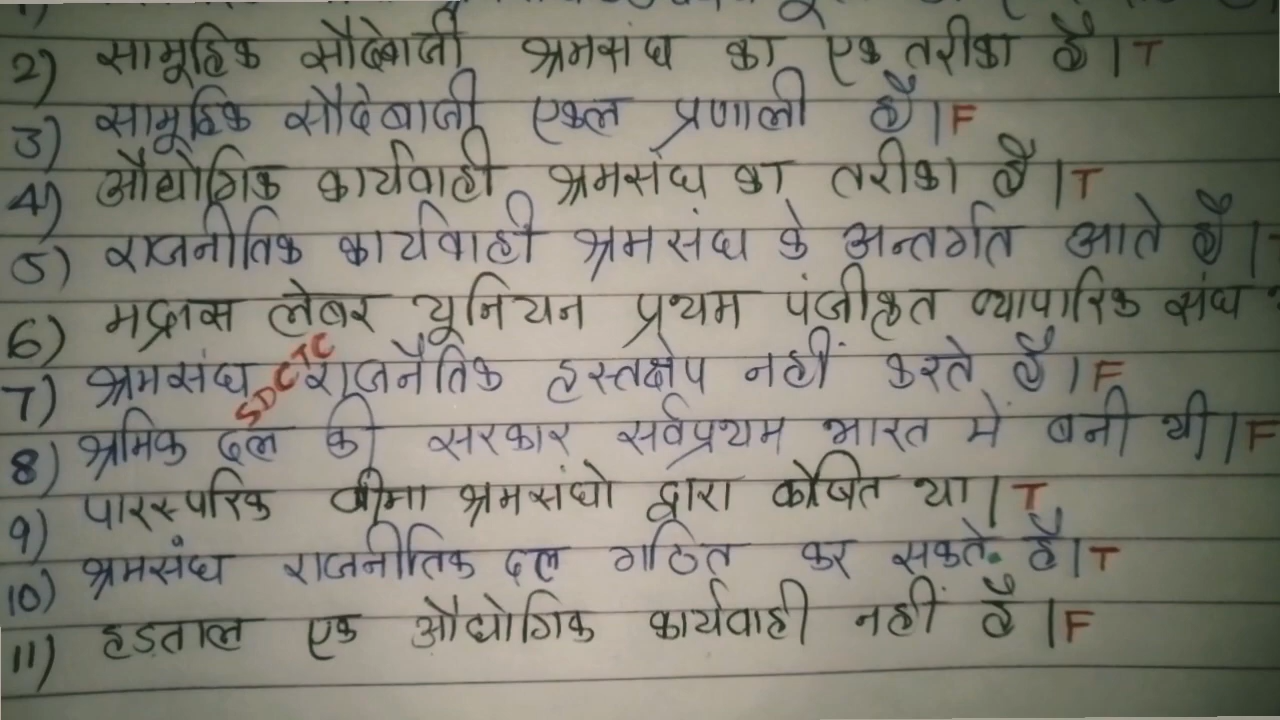 2) सामूहिक सौदेबाजी श्रमसंघ का एक तरीका है।T
3) सामूहिक सौदेबाजी एकल प्रणाली है।F
4) औद्योगिक कार्यवाही श्रमसंघ का तरीका है।T
5) राजनीतिक कार्यवाही श्रमसंघ के अन्तर्गत आते है।
6) मद्रास लेबर यूनियन प्रथम पंजीकृत व्यापारिक संघ
7) श्रमसंघ राजनैतिक हस्तक्षेप नहीं करते है।F
8) श्रमिक दल की सरकार सर्वप्रथम भारत में बनी थी।F
9) पारस्परिक बीमा श्रमसंघो द्वारा कोषित था।T
10) श्रमसंघ राजनीतिक दल गठित कर सकते है।T
11) हड़ताल एक औद्योगिक कार्यवाही नहीं है।F